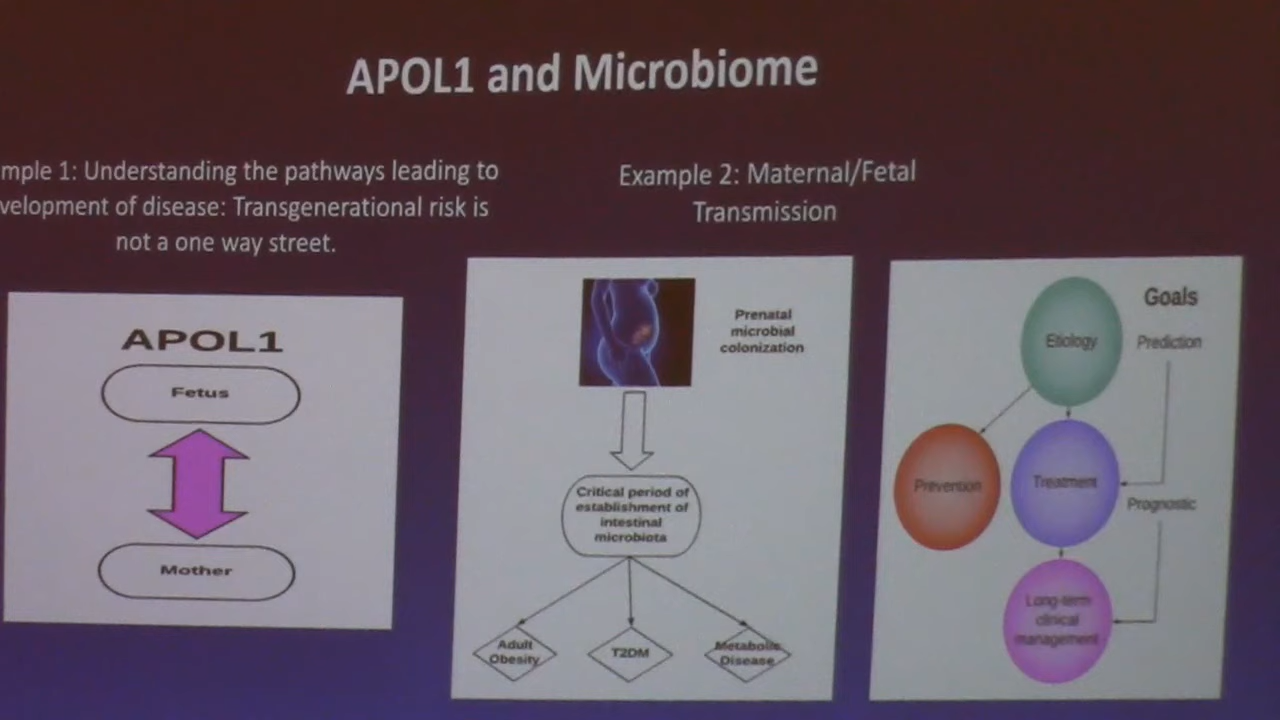 APOL1 and Microbiome
mple 1: Understanding the pathways leading to
velopment of disease: Transgenerational risk is
not a one way street.
Example 2: Maternal/Fetal
Transmission
APOL1
Fetus
Mother
Prenatal
microbial
colonization
Critical period of
establishment of
intestinal
microbiota
Adult
Obesity
T2DM
Metabolic
Disease
Goals
Etiology
Prediction
Prevention
Treatment
Prognostic
Long-term
clinical
management